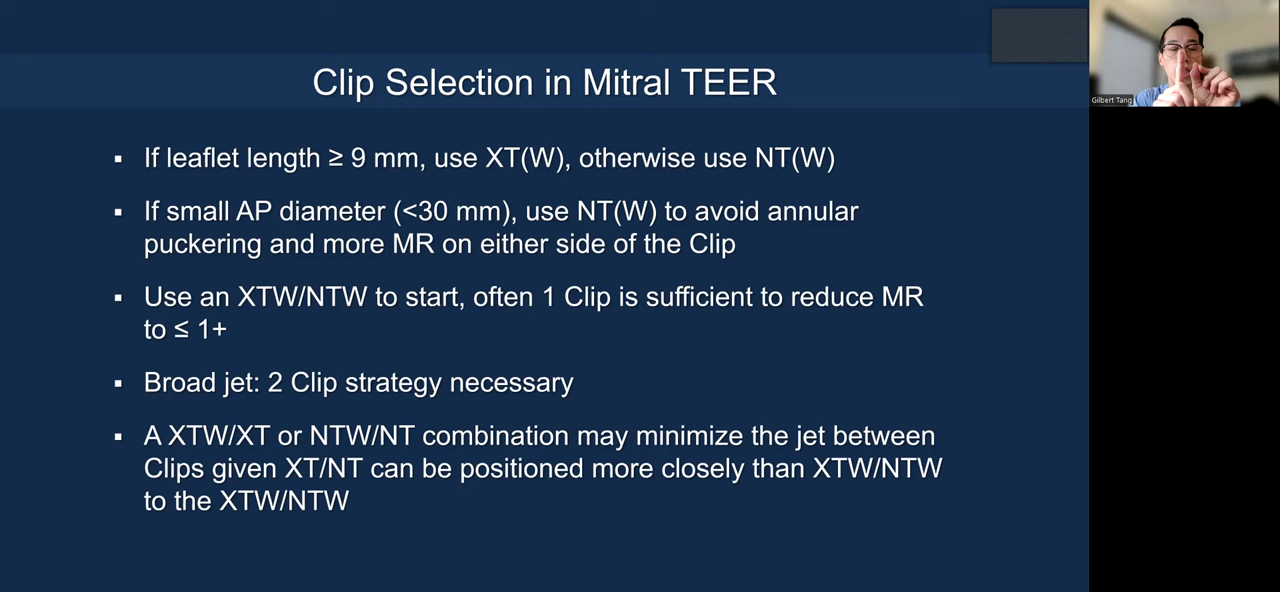 Clip Selection in Mitral TEER
▪ If leaflet length ≥ 9 mm, use XT(W), otherwise use NT(W)
▪ If small AP diameter (<30 mm), use NT(W) to avoid annular
puckering and more MR on either side of the Clip
▪ Use an XTW/NTW to start, often 1 Clip is sufficient to reduce MR
to ≤ 1+
▪ Broad jet: 2 Clip strategy necessary
▪ A XTW/XT or NTW/NT combination may minimize the jet between
Clips given XT/NT can be positioned more closely than XTW/NTW
to the XTW/NTW
Gilbert Tang